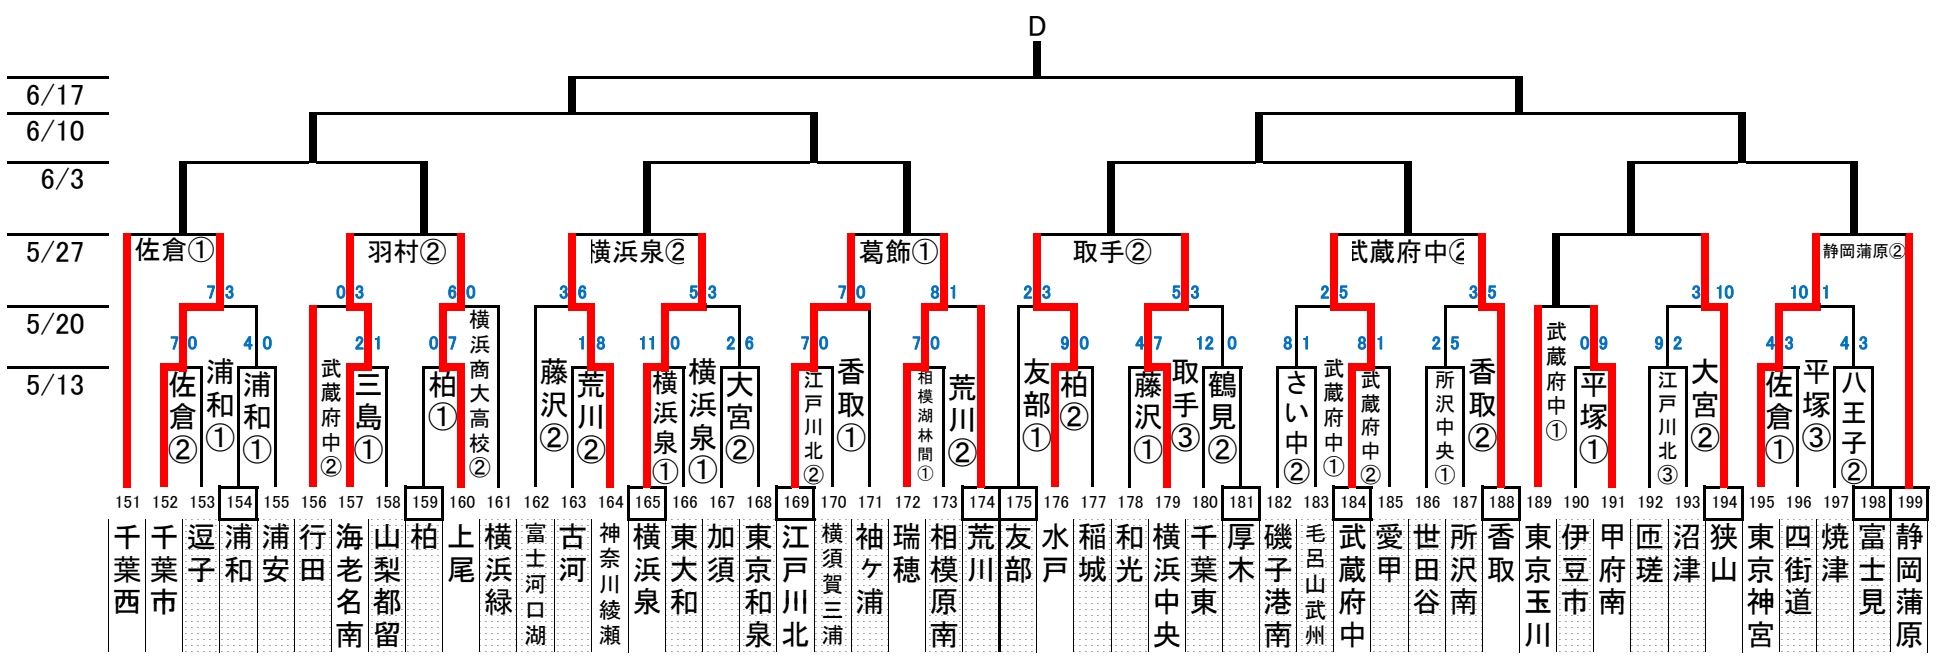 D
6/17
6/10
6/3
5/27
佐倉① 羽村② 横浜泉② 葛飾① 取手② 武蔵府中② 静岡蒲原②
7 3 0 3 6 0 3 6 5 3 7 0 8 1 2 3 5 3 2 5 3 5 3 10 10 1
5/20
7 0 4 0 2 1 0 7 1 8 11 0 2 6 7 0 7 0 9 0 4 7 12 0 8 1 8 1 2 5 0 9 9 2 4 3 4 3
5/13
佐倉②
浦和①
浦和①
武蔵府中②
三島①
柏①
横浜商大高校②
藤沢②
荒川②
横浜泉①
横浜泉①
大宮②
江戸川北②
香取①
相模湖林間①
荒川②
友部①
柏②
藤沢①
取手③
鶴見②
さい中②
武蔵府中①
武蔵府中②
所沢中央①
香取②
武蔵府中①
平塚①
江戸川北③
大宮②
佐倉①
平塚③
八王子②
151 152 153 154 155 156 157 158 159 160 161 162 163 164 165 166 167 168 169 170 171 172 173 174 175 176 177 178 179 180 181 182 183 184 185 186 187 188 189 190 191 192 193 194 195 196 197 198 199
千葉西
千葉市
逗子
浦和
浦安
行田
海老名南
山梨都留
柏
上尾
横浜緑
富士河口湖
古河
神奈川綾瀬
横浜泉
東大和
加須
東京和泉
江戸川北
横須賀三浦
袖ヶ浦
瑞穂
相模原南
荒川
友部
水戸
稲城
和光
横浜中央
千葉東
厚木
磯子港南
毛呂山武州
武蔵府中
愛甲
世田谷
所沢南
香取
東京玉川
伊豆市
甲府南
匝瑳
沼津
狭山
東京神宮
四街道
焼津
富士見
静岡蒲原